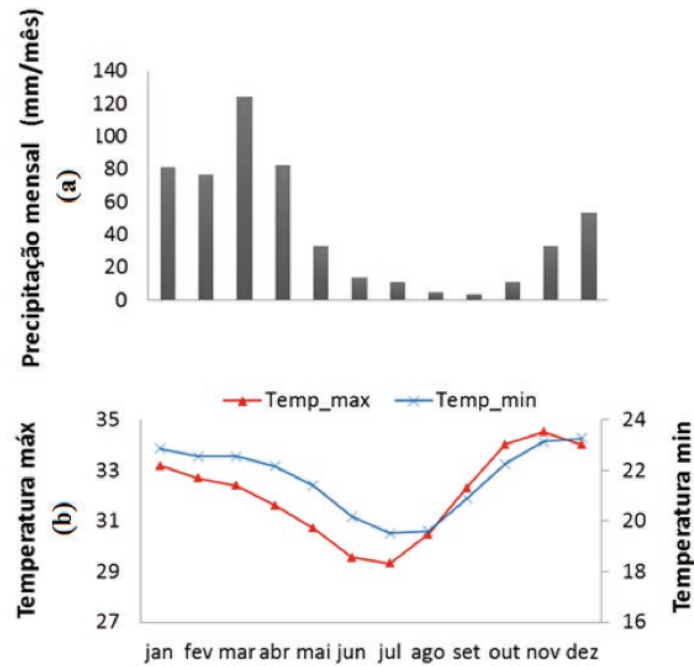 Precipitação mensal (mm/mês)
(a)
140
120
100
80
60
40
20
0
Temp_max Temp_min
Temperatura máx
(b)
35
33
31
29
27
24
22
20
18
16
Temperatura min
jan fev mar abr mai jun jul ago set out nov dez